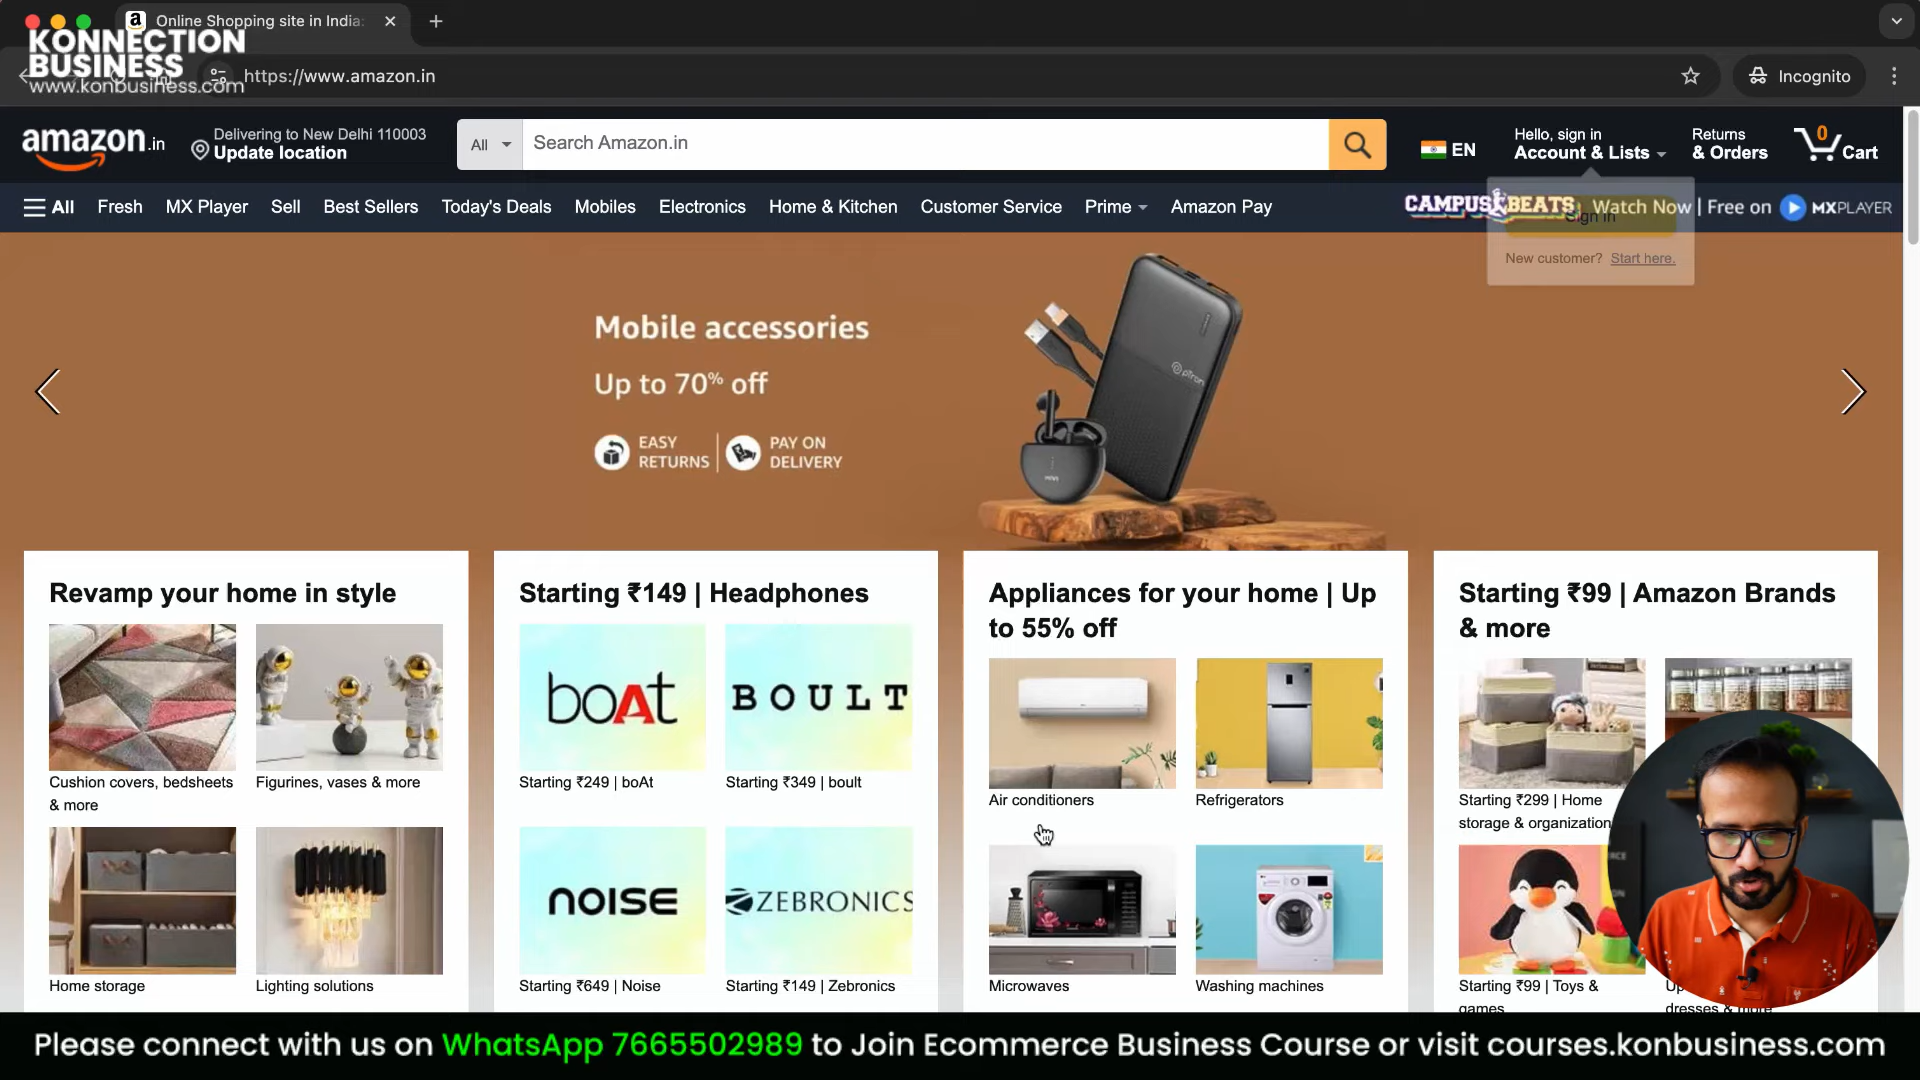 Online Shopping site in India:
KONNECTION
BUSINESS
www.konbusiness.com
https://www.amazon.in
Incognito
amazon.in
Delivering to New Delhi 110003
Update location
All
Search Amazon.in
EN
Hello, sign in
Account & Lists
Returns
& Orders
0
Cart
All
Fresh
MX Player
Sell
Best Sellers
Today's Deals
Mobiles
Electronics
Home & Kitchen
Customer Service
Prime
Amazon Pay
CAMPUS BEATS
Watch Now | Free on
MXPLAYER
Sign in
New customer? Start here.
Mobile accessories
Up to 70% off
EASY
RETURNS
PAY ON
DELIVERY
pTron
Revamp your home in style
Cushion covers, bedsheets
& more
Figurines, vases & more
Home storage
Lighting solutions
Starting ₹149 | Headphones
boAt
BOULT
Starting ₹249 | boAt
Starting ₹349 | boult
NOISE
ZEBRONICS
Starting ₹649 | Noise
Starting ₹149 | Zebronics
Appliances for your home | Up
to 55% off
Air conditioners
Refrigerators
Microwaves
Washing machines
Starting ₹99 | Amazon Brands
& more
Starting ₹299 | Home
storage & organization
Starting ₹99 | Toys &
games
dresses & more
Please connect with us on WhatsApp 7665502989 to Join Ecommerce Business Course or visit courses.konbusiness.com